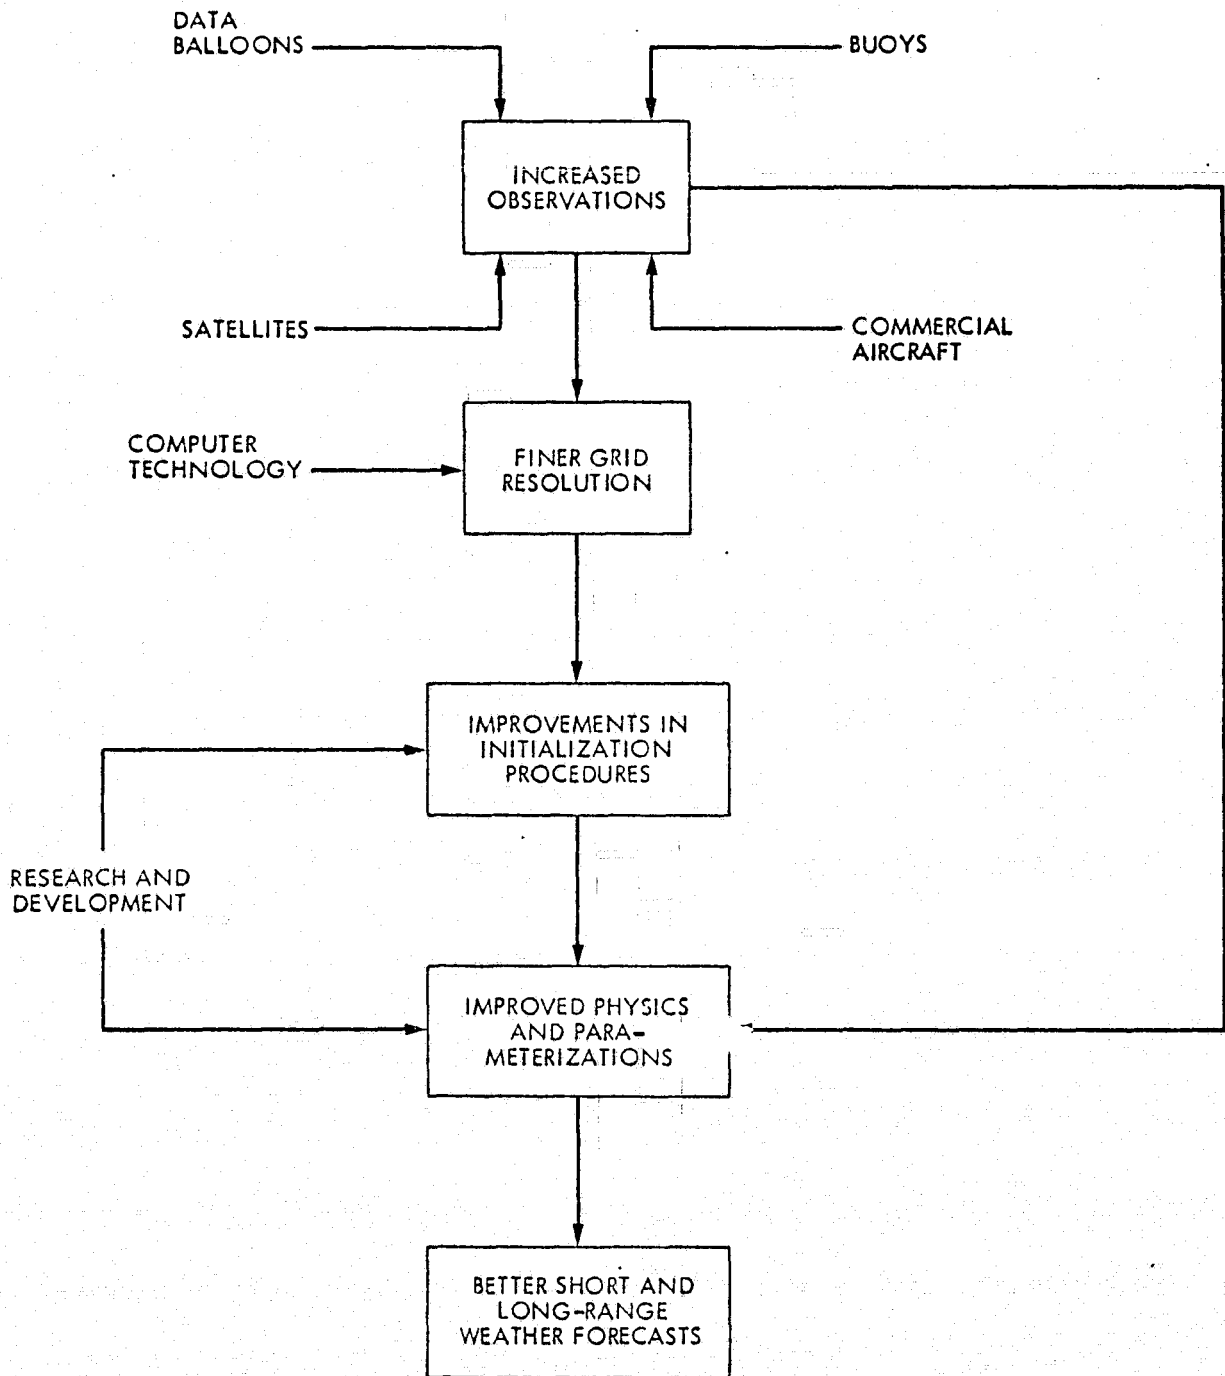 DATA
BALLOONS
BUOYS
INCREASED
OBSERVATIONS
SATELLITES
COMMERCIAL
AIRCRAFT
COMPUTER
TECHNOLOGY
FINER GRID
RESOLUTION
IMPROVEMENTS IN
INITIALIZATION
PROCEDURES
RESEARCH AND
DEVELOPMENT
IMPROVED PHYSICS
AND PARA-
METERIZATIONS
BETTER SHORT AND
LONG-RANGE
WEATHER FORECASTS